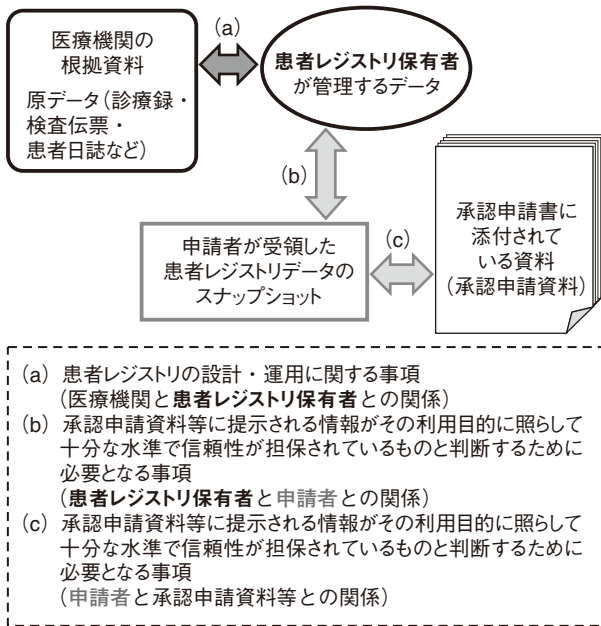 医療機関の
根拠資料
原データ（診療録・
検査伝票・
患者日誌など）
(a)
患者レジストリ保有者
が管理するデータ
(b)
申請者が受領した
患者レジストリデータの
スナップショット
(c)
承認申請書に
添付されて
いる資料
（承認申請資料）
(a) 患者レジストリの設計・運用に関する事項
（医療機関と患者レジストリ保有者との関係）
(b) 承認申請資料等に提示される情報がその利用目的に照らして
十分な水準で信頼性が担保されているものと判断するために
必要となる事項
（患者レジストリ保有者と申請者との関係）
(c) 承認申請資料等に提示される情報がその利用目的に照らして
十分な水準で信頼性が担保されているものと判断するために
必要となる事項
（申請者と承認申請資料等との関係）